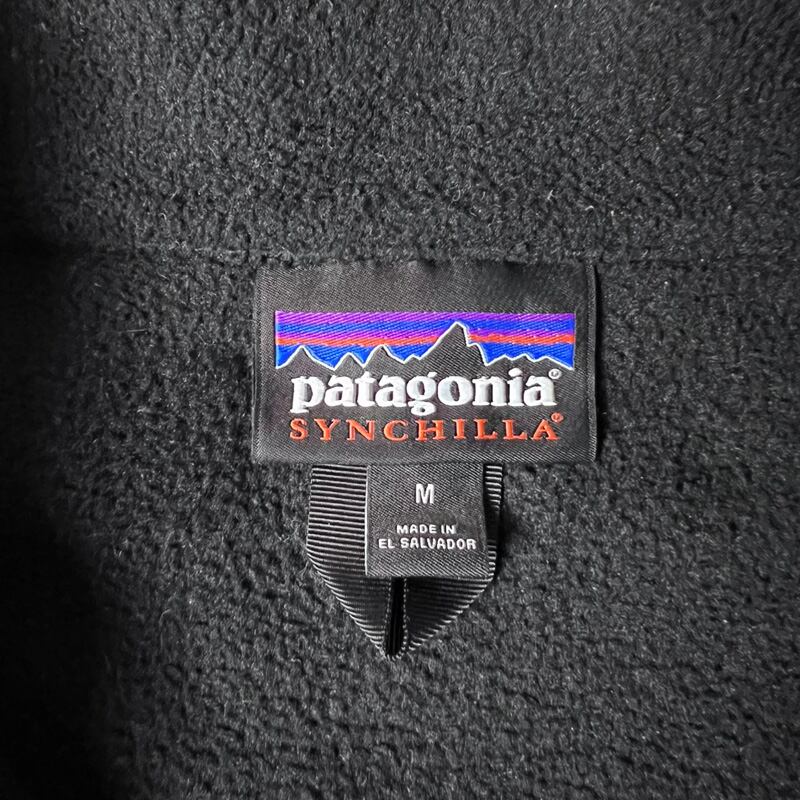 patagonia®
SYNCHILLA®
M
MADE IN
EL SALVADOR